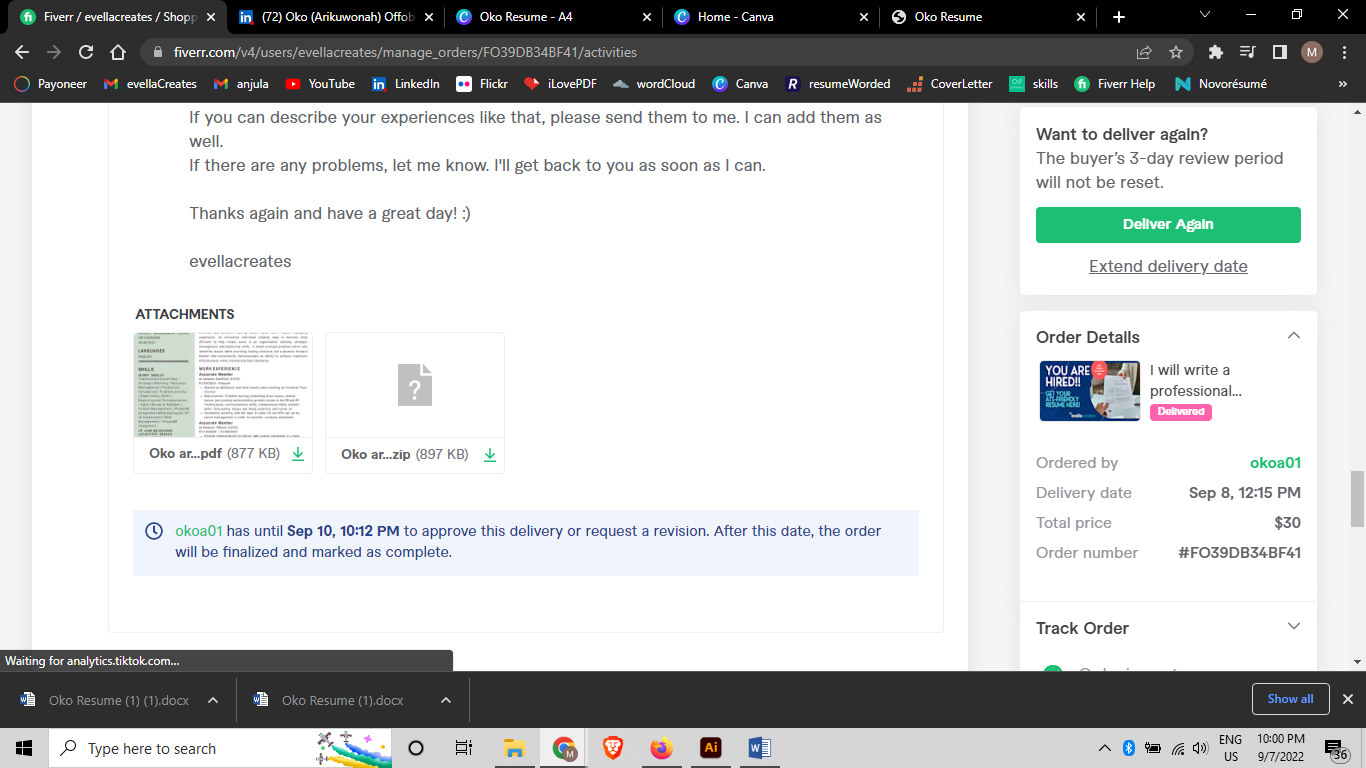 Fiverr / evellacreates / Shopp
(72) Oko (Arikuwonah) Offob
Oko Resume - A4
Home - Canva
Oko Resume
fiverr.com/v4/users/evellacreates/manage_orders/FO39DB34BF41/activities
M
Payoneer
evellaCreates
anjula
YouTube
LinkedIn
Flickr
iLovePDF
wordCloud
Canva
resumeWorded
CoverLetter
skills
Fiverr Help
Novorésumé
If you can describe your experiences like that, please send them to me. I can add them as
well.
If there are any problems, let me know. I'll get back to you as soon as I can.
Thanks again and have a great day! :)
evellacreates
ATTACHMENTS
LANGUAGES
SKILLS
WORK EXPERIENCE
Associate Member
Associate Member
Oko ar...pdf (877 KB)
Oko ar...zip (897 KB)
okoa01 has until Sep 10, 10:12 PM to approve this delivery or request a revision. After this date, the order
will be finalized and marked as complete.
Want to deliver again?
The buyer's 3-day review period
will not be reset.
Deliver Again
Extend delivery date
Order Details
YOU ARE
HIRED!!
GET YOUR
ATS-FRIENDLY
RESUME HERE!
I will write a
professional...
Delivered
Ordered by okoa01
Delivery date Sep 8, 12:15 PM
Total price $30
Order number #FO39DB34BF41
Track Order
Waiting for analytics.tiktok.com...
Oko Resume (1) (1).docx
Oko Resume (1).docx
Show all
Type here to search
M
Ai
ENG
US
10:00 PM
9/7/2022
36